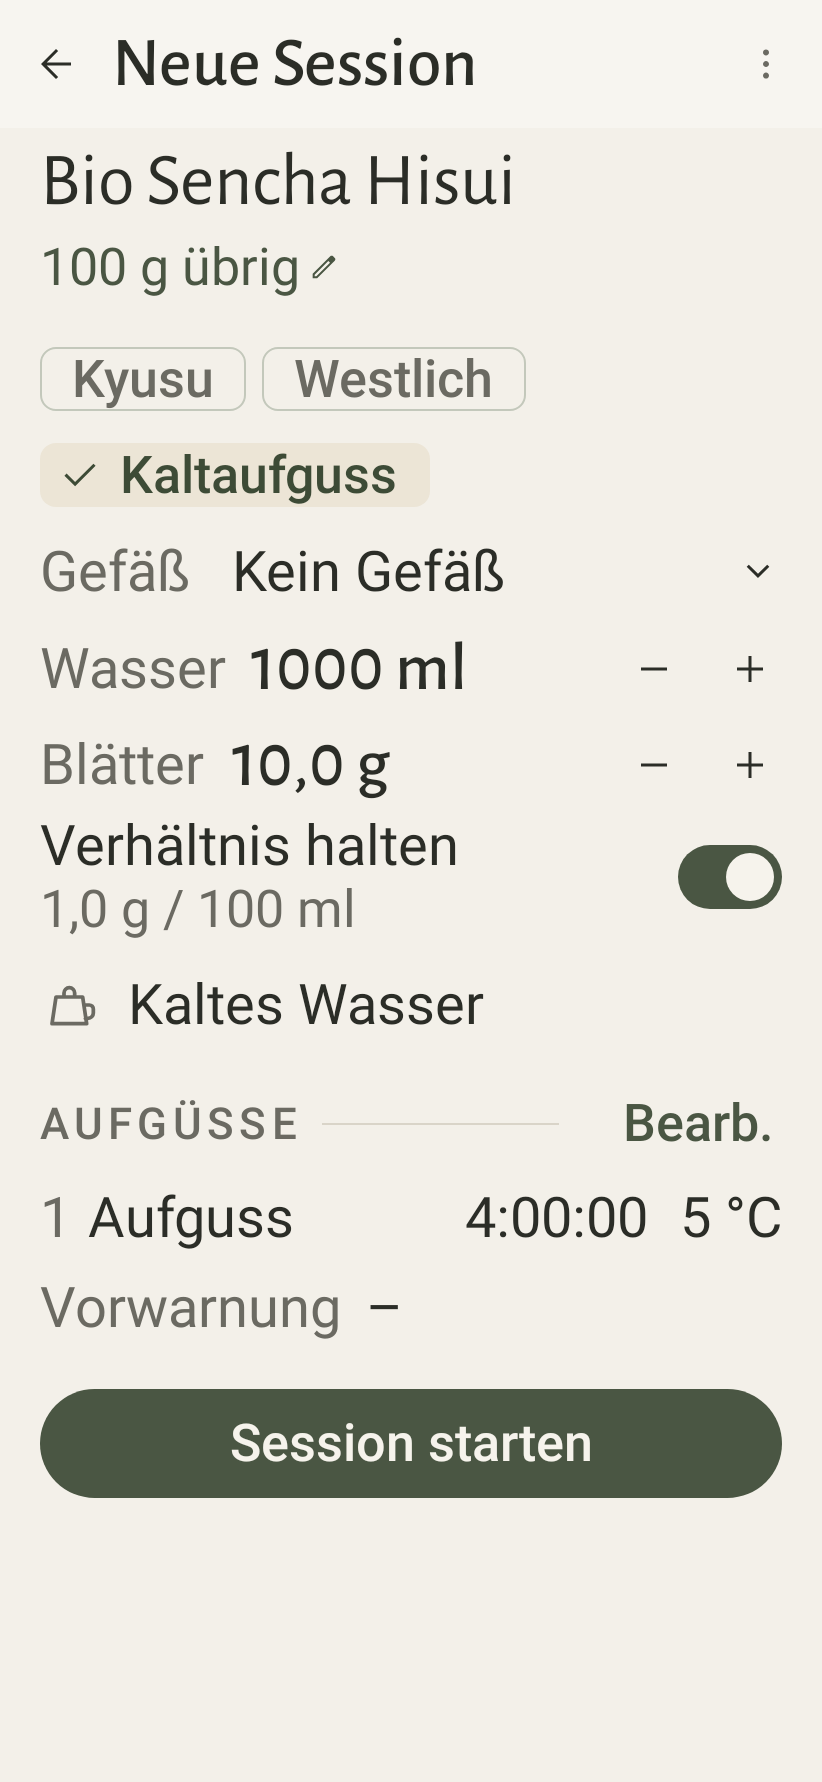 Neue Session
Bio Sencha Hisui
100 g übrig
Kyusu Westlich
Kaltaufguss
Gefäß Kein Gefäß
Wasser 1000 ml
Blätter 10,0 g
Verhältnis halten
1,0 g / 100 ml
Kaltes Wasser
AUFGÜSSE Bearb.
1 Aufguss 4:00:00 5 °C
Vorwarnung –
Session starten